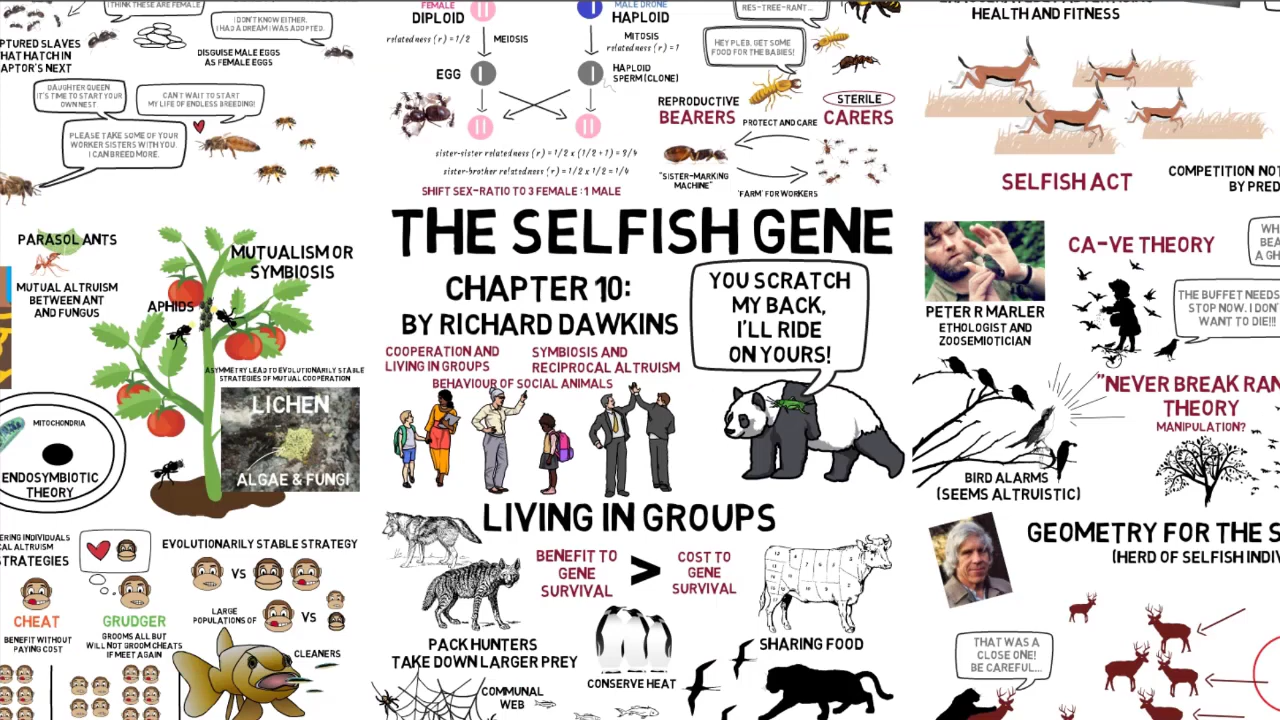 I THINK THESE ARE FEMALE
I DON'T KNOW EITHER.
I HAD A DREAM I WAS ADOPTED.
PTURED SLAVES
HAT HATCH IN
APTOR'S NEXT
DISGUISE MALE EGGS
AS FEMALE EGGS
DAUGHTER QUEEN
IT'S TIME TO START YOUR
OWN NEST
CAN'T WAIT TO START
MY LIFE OF ENDLESS BREEDING!
PLEASE TAKE SOME OF YOUR
WORKER SISTERS WITH YOU.
I CAN BREED MORE.
FEMALE
DIPLOID
relatedness (r) = 1/2
MEIOSIS
MALE DRONE
HAPLOID
MITOSIS
relatedness (r) = 1
EGG
HAPLOID
SPERM (CLONE)
sister-sister relatedness (r) = 1/2 x (1/2 + 1) = 3/4
sister-brother relatedness (r) = 1/2 x 1/2 = 1/4
SHIFT SEX-RATIO TO 3 FEMALE : 1 MALE
RES-TREE-RANT...
HEY PLEB. GET SOME
FOOD FOR THE BABIES!
REPRODUCTIVE
BEARERS
PROTECT AND CARE
STERILE
CARERS
"SISTER-MARKING
MACHINE"
'FARM' FOR WORKERS
HEALTH AND FITNESS
SELFISH ACT
COMPETITION NOT
BY PRED
PARASOL ANTS
MUTUAL ALTRUISM
BETWEEN ANT
AND FUNGUS
MUTUALISM OR
SYMBIOSIS
APHIDS
ASYMMETRY LEAD TO EVOLUTIONARILY STABLE
STRATEGIES OF MUTUAL COOPERATION
LICHEN
ALGAE & FUNGI
MITOCHONDRIA
ENDOSYMBIOTIC
THEORY
THE SELFISH GENE
CHAPTER 10:
BY RICHARD DAWKINS
YOU SCRATCH
MY BACK,
I'LL RIDE
ON YOURS!
COOPERATION AND
LIVING IN GROUPS
SYMBIOSIS AND
RECIPROCAL ALTRUISM
BEHAVIOUR OF SOCIAL ANIMALS
PETER R MARLER
ETHOLOGIST AND
ZOOSEMIOTICIAN
CA-VE THEORY
WH
BEA
A GH
THE BUFFET NEEDS
STOP NOW. I DON'
WANT TO DIE!!!
"NEVER BREAK RAN
THEORY
MANIPULATION?
BIRD ALARMS
(SEEMS ALTRUISTIC)
LIVING IN GROUPS
BENEFIT TO
GENE
SURVIVAL
>
COST TO
GENE
SURVIVAL
PACK HUNTERS
TAKE DOWN LARGER PREY
CONSERVE HEAT
SHARING FOOD
COMMUNAL
WEB
GEOMETRY FOR THE S
(HERD OF SELFISH INDIV
THAT WAS A
CLOSE ONE!
BE CAREFUL...
ERING INDIVIDUALS
CAL ALTRUISM
TRATEGIES
CHEAT
BENEFIT WITHOUT
PAYING COST
GRUDGER
GROOMS ALL BUT
WILL NOT GROOM CHEATS
IF MEET AGAIN
EVOLUTIONARILY STABLE STRATEGY
VS
LARGE
POPULATIONS OF
VS
CLEANERS